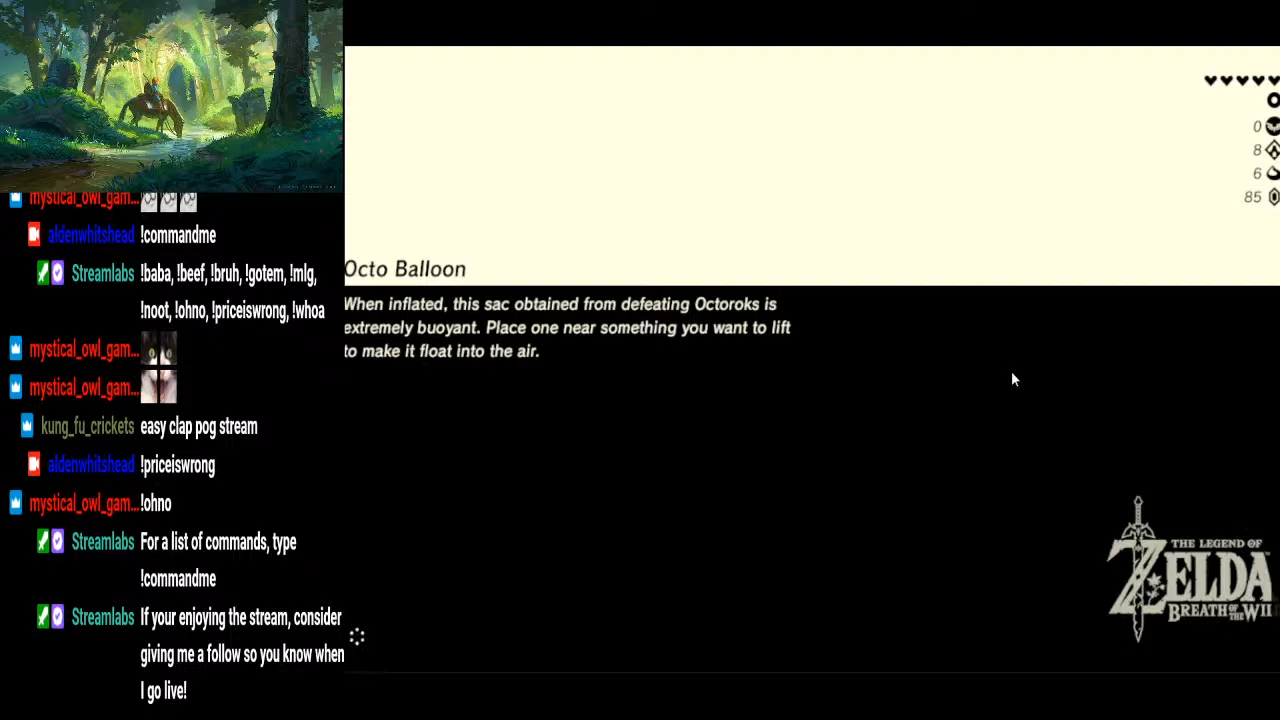 mystical_owl_gam...
aldenwhitshead !commandme
Streamlabs !baba, !beef, !bruh, !gotem, !mlg,
!noot, !ohno, !priceiswrong, !whoa
mystical_owl_gam...
mystical_owl_gam...
kung_fu_crickets easy clap pog stream
aldenwhitshead !priceiswrong
mystical_owl_gam... !ohno
Streamlabs For a list of commands, type
!commandme
Streamlabs If your enjoying the stream, consider
giving me a follow so you know when
I go live!
0
8
6
85
Octo Balloon
When inflated, this sac obtained from defeating Octoroks is
extremely buoyant. Place one near something you want to lift
to make it float into the air.
THE LEGEND OF
ZELDA
BREATH OF THE WII